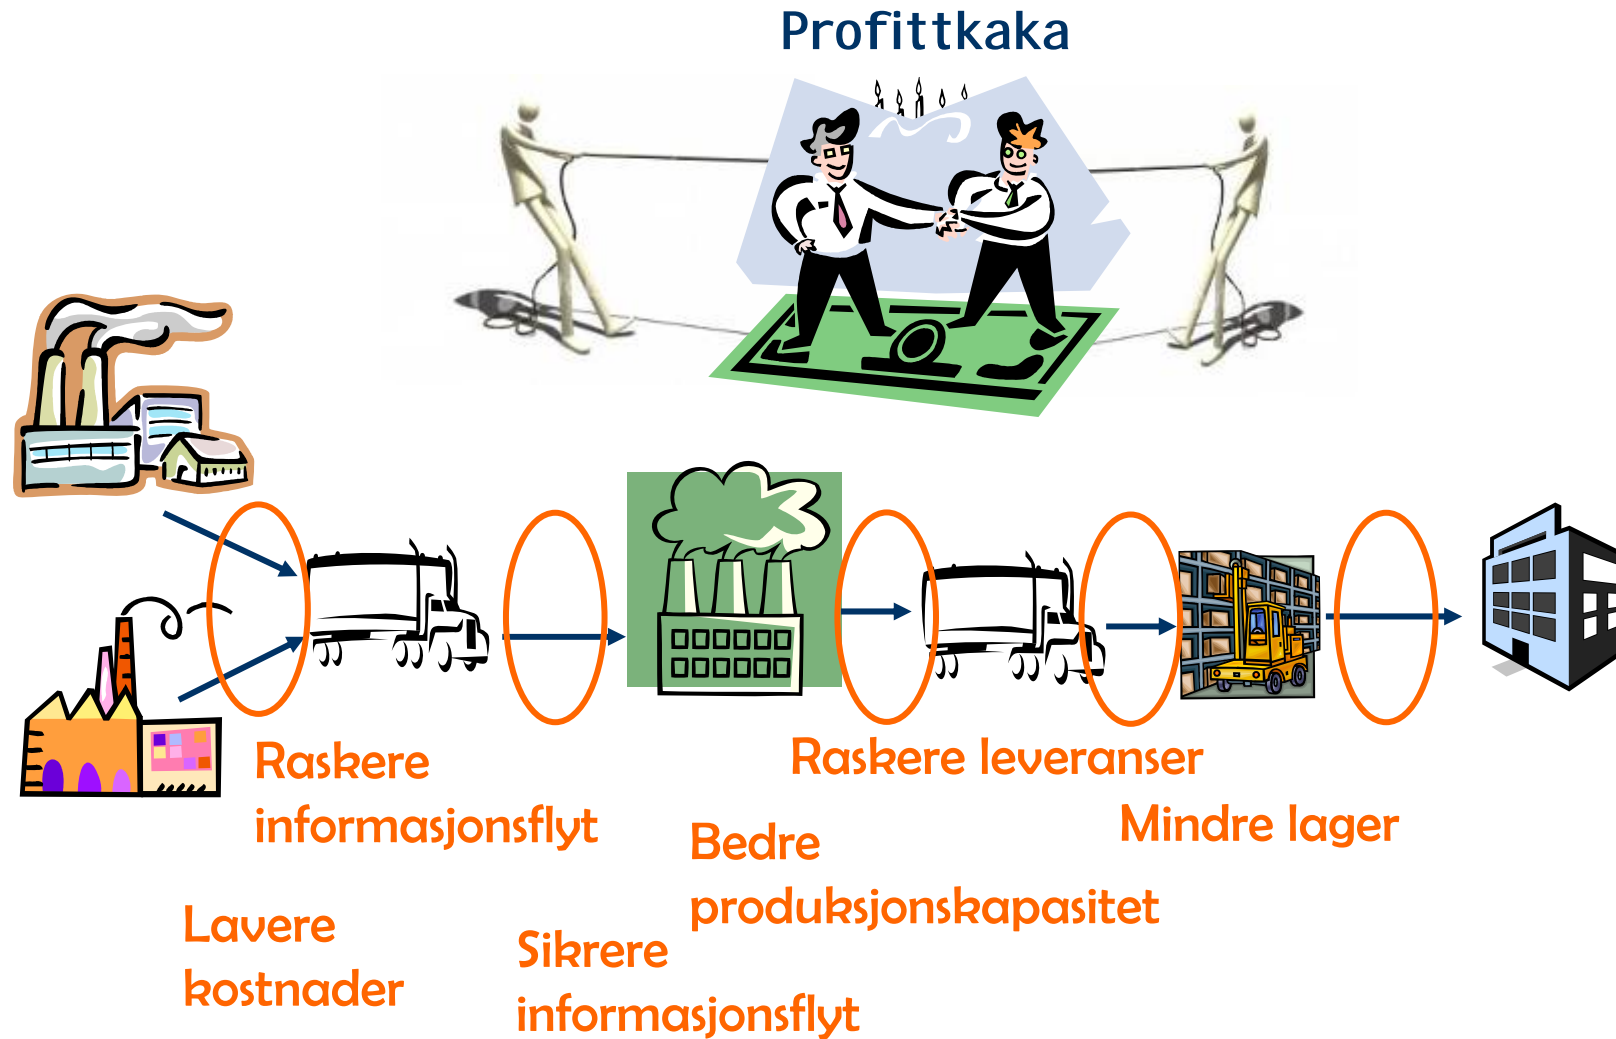 Profittkaka
Raskere
informasjonsflyt
Raskere leveranser
Mindre lager
Bedre
produksjonskapasitet
Lavere
kostnader
Sikrere
informasjonsflyt